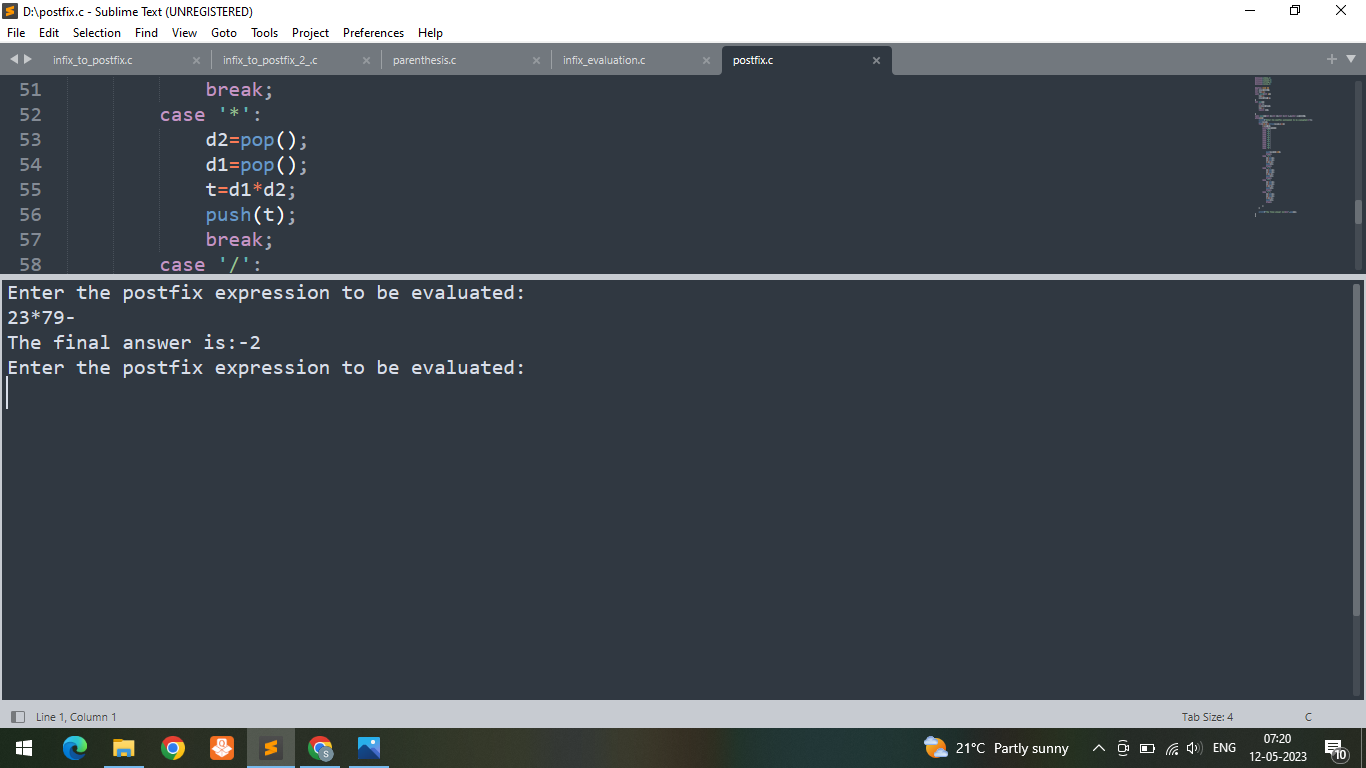 D:\postfix.c - Sublime Text (UNREGISTERED)
File Edit Selection Find View Goto Tools Project Preferences Help
infix_to_postfix.c infix_to_postfix_2_.c parenthesis.c infix_evaluation.c postfix.c
51 break;
52 case '*':
53 d2=pop();
54 d1=pop();
55 t=d1*d2;
56 push(t);
57 break;
58 case '/':
Enter the postfix expression to be evaluated:
23*79-
The final answer is:-2
Enter the postfix expression to be evaluated:
Line 1, Column 1 Tab Size: 4 C
S 21°C Partly sunny ENG 07:20
12-05-2023 10